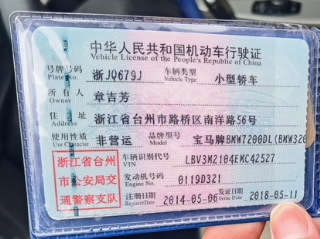 中华人民共和国机动车行驶证
Vehicle License of the People's Republic of China
号牌号码 浙JQ679J 车辆类型 小型轿车
Plate No. Vehicle Type
所有人 章吉芳
Owner
住址 浙江省台州市路桥区南洋路56号
Address
使用性质 非营运 品牌型号 宝马牌BMW7200DL(BMW320
Use Character Model
浙江省台 车辆识别代号 LBV3M2104EMC42527
VIN
州市公安局交 发动机号码 0119D321
Engine No.
通警察支队 注册日期 2014-05-06 发证日期 2018-05-11
Register Date Issue Date